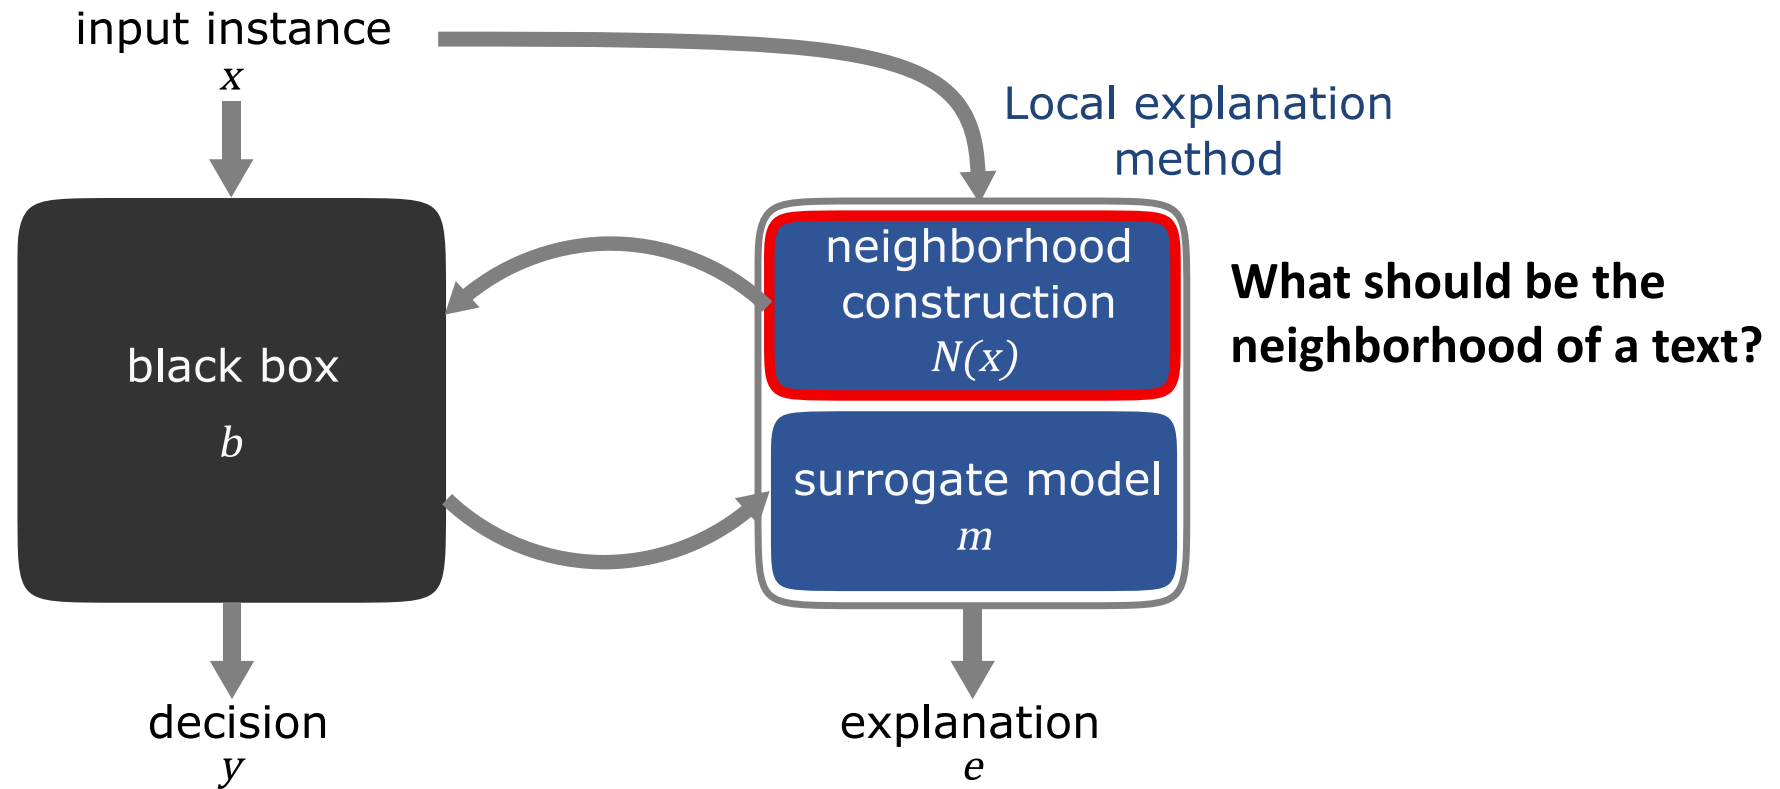 input instance
x
Local explanation
method
neighborhood
construction
N(x)
What should be the
neighborhood of a text?
black box
b
surrogate model
m
decision
y
explanation
e